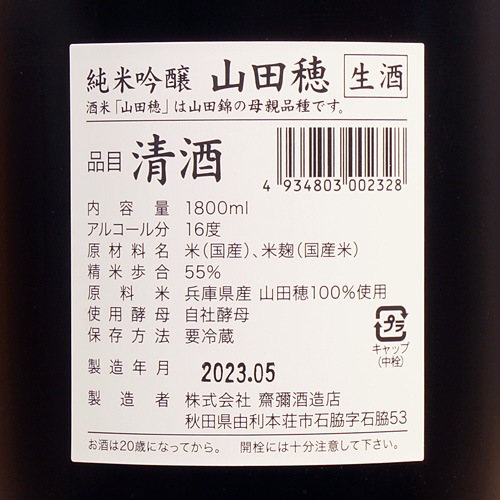 純米吟醸 山田穂 生酒
酒米「山田穂」は山田錦の母親品種です。
品目 清酒
4 934803 002328
内容量 1800ml
アルコール分 16度
原材料名 米(国産)、米麹(国産米)
精米歩合 55%
原料米 兵庫県産 山田穂100%使用
使用酵母 自社酵母
保存方法 要冷蔵
プラ
キャップ
(中栓)
製造年月 2023.05
製造者 株式会社 齋彌酒造店
秋田県由利本荘市石脇字石脇53
お酒は20歳になってから。 開栓には十分注意して下さい。